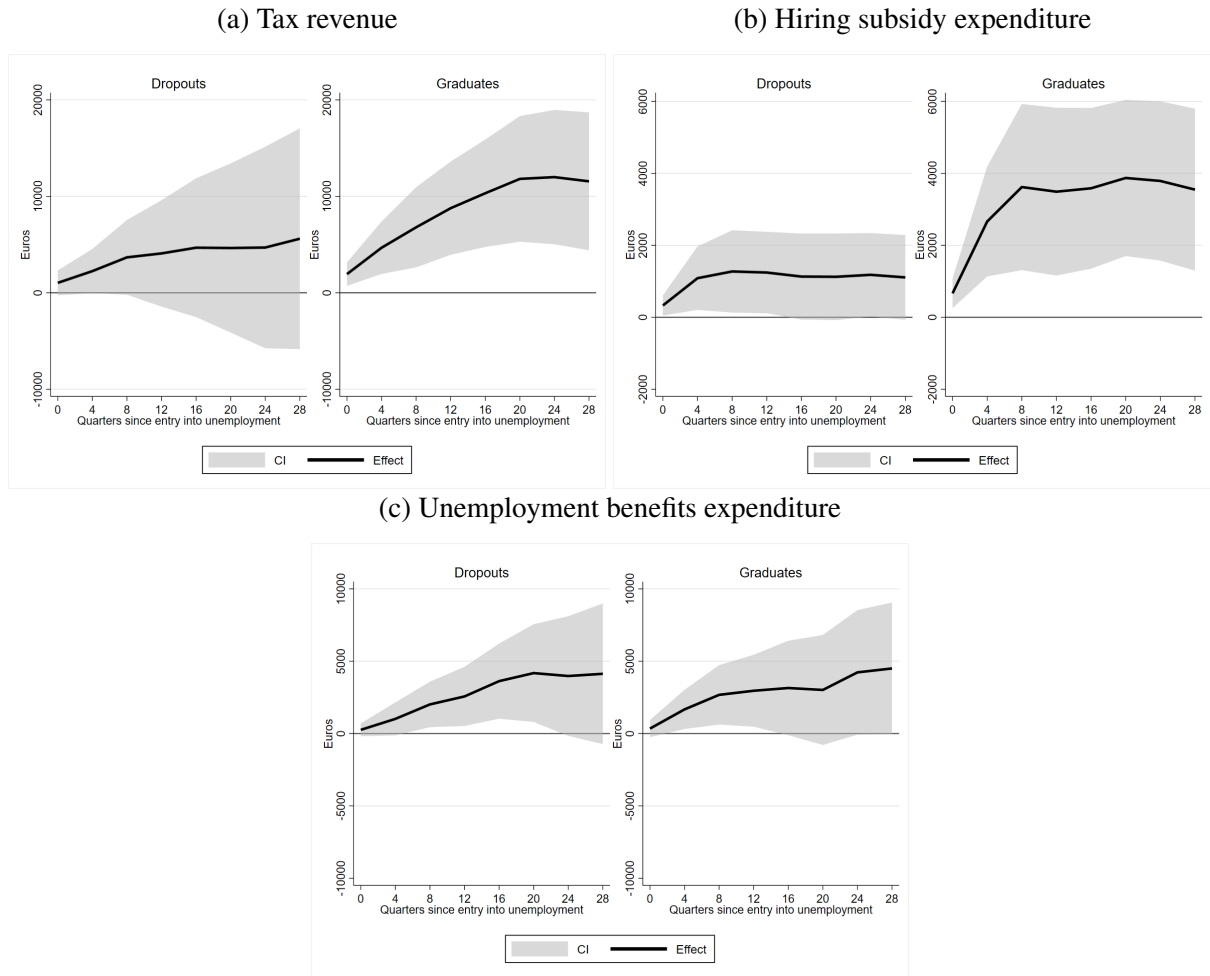 (a) Tax revenue
(b) Hiring subsidy expenditure
Dropouts
Graduates
Euros
20000
10000
0
-10000
0 4 8 12 16 20 24 28
Quarters since entry into unemployment
Euros
20000
10000
0
-10000
0 4 8 12 16 20 24 28
Quarters since entry into unemployment
CI Effect
Dropouts
Graduates
Euros
6000
4000
2000
0
-2000
0 4 8 12 16 20 24 28
Quarters since entry into unemployment
Euros
6000
4000
2000
0
-2000
0 4 8 12 16 20 24 28
Quarters since entry into unemployment
CI Effect
(c) Unemployment benefits expenditure
Dropouts
Graduates
Euros
10000
5000
0
-5000
-10000
0 4 8 12 16 20 24 28
Quarters since entry into unemployment
Euros
10000
5000
0
-5000
-10000
0 4 8 12 16 20 24 28
Quarters since entry into unemployment
CI Effect